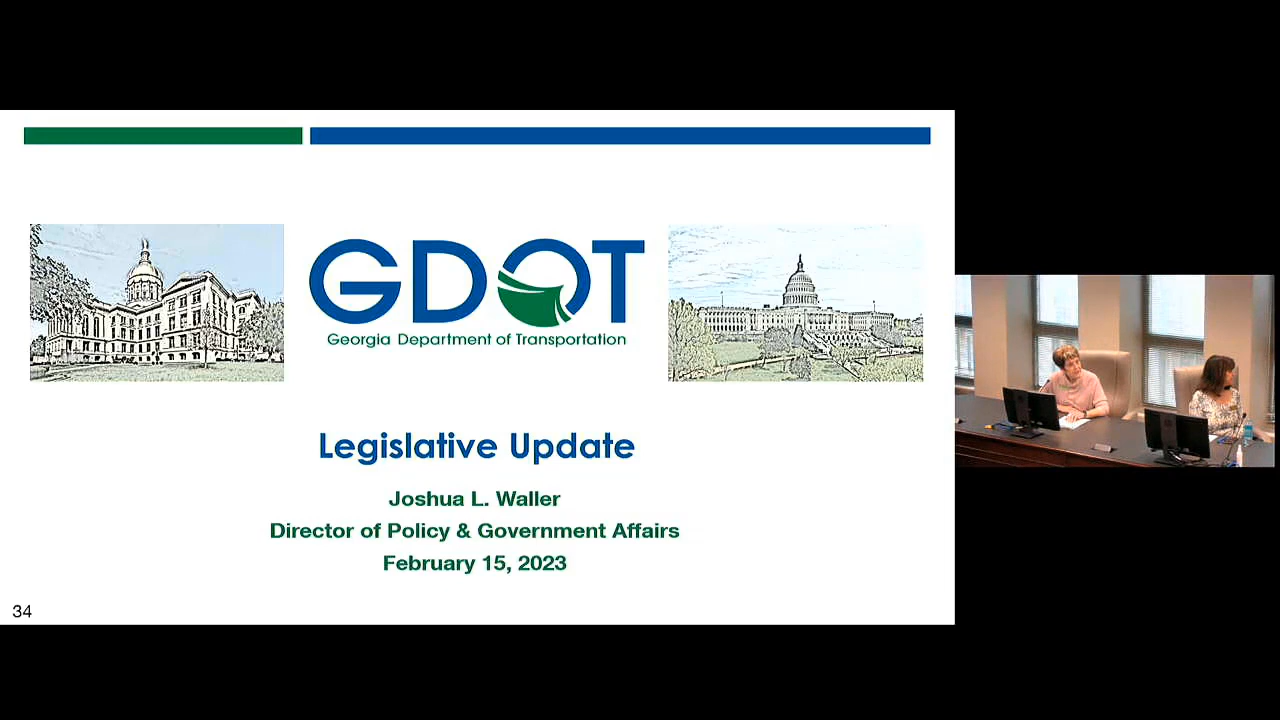 GDOT
Georgia Department of Transportation
Legislative Update
Joshua L. Waller
Director of Policy & Government Affairs
February 15, 2023
34